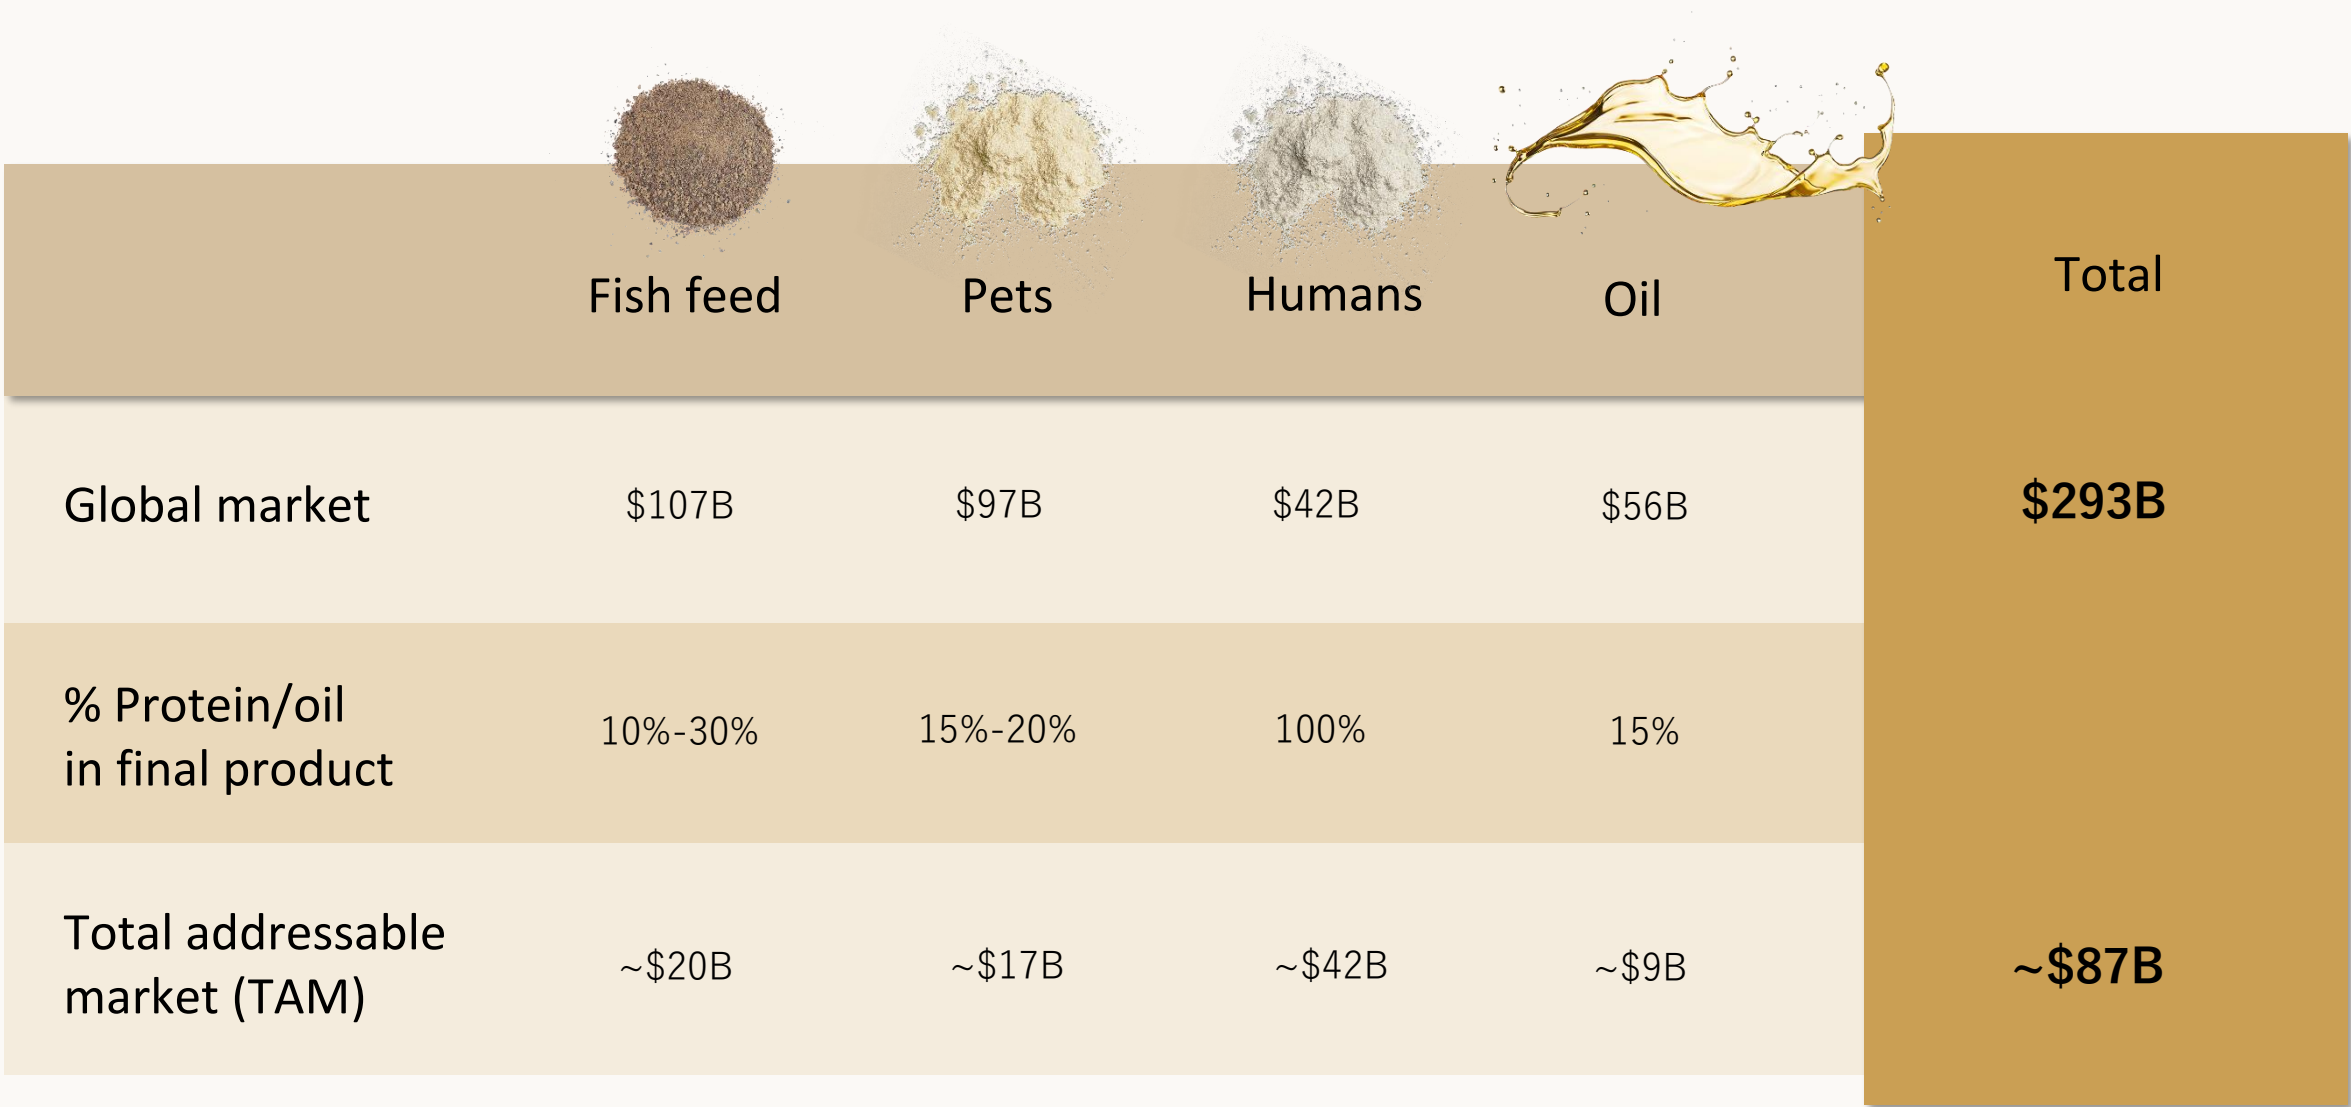 Fish feed Pets Humans Oil Total
Global market $107B $97B $42B $56B $293B
% Protein/oil
in final product 10%-30% 15%-20% 100% 15%
Total addressable
market (TAM) ~$20B ~$17B ~$42B ~$9B ~$87B